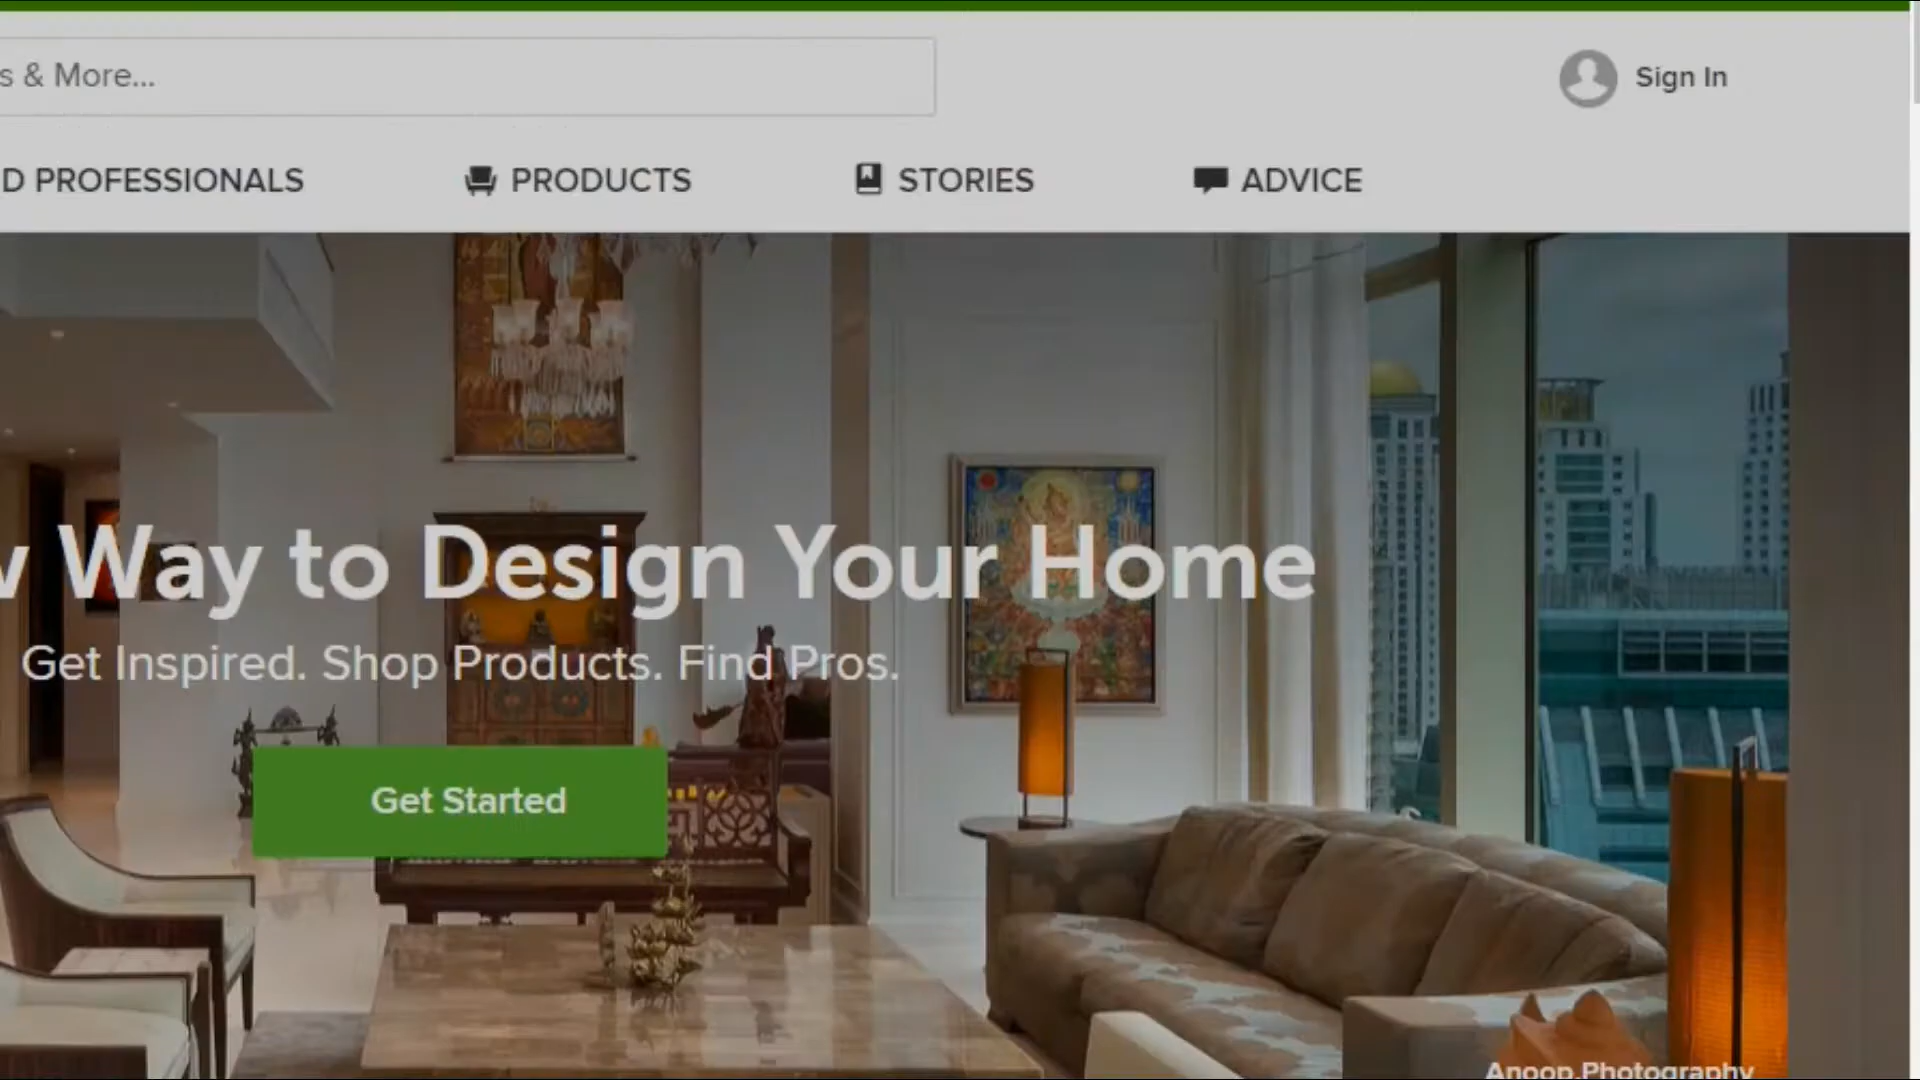 s & More...
Sign In
D PROFESSIONALS
PRODUCTS
STORIES
ADVICE
Way to Design Your Home
Get Inspired. Shop Products. Find Pros.
Get Started
Anoop.Photography